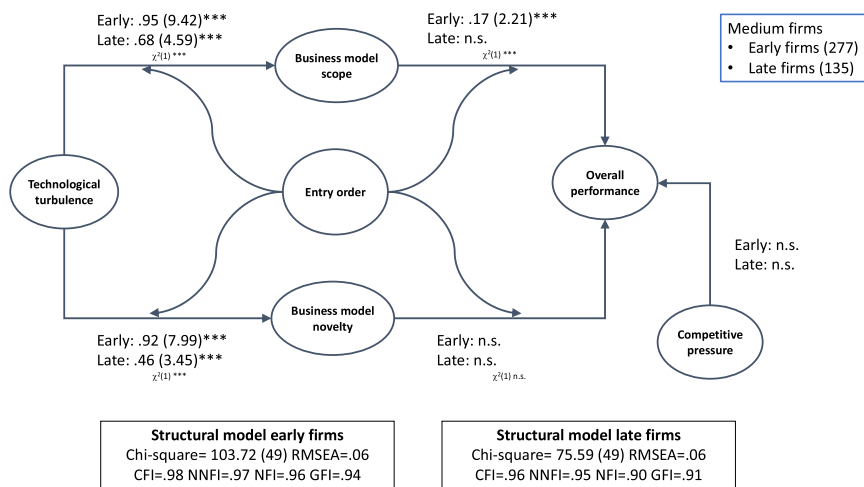 Early: .95 (9.42)***
Late: .68 (4.59)***
χ²(1) ***
Early: .17 (2.21)***
Late: n.s.
χ²(1) ***
Medium firms
• Early firms (277)
• Late firms (135)
Business model
scope
Technological
turbulence
Entry order
Overall
performance
Early: n.s.
Late: n.s.
Business model
novelty
Competitive
pressure
Early: .92 (7.99)***
Late: .46 (3.45)***
χ²(1) ***
Early: n.s.
Late: n.s.
χ²(1) n.s.
Structural model early firms
Chi-square= 103.72 (49) RMSEA=.06
CFI=.98 NNFI=.97 NFI=.96 GFI=.94
Structural model late firms
Chi-square= 75.59 (49) RMSEA=.06
CFI=.96 NNFI=.95 NFI=.90 GFI=.91